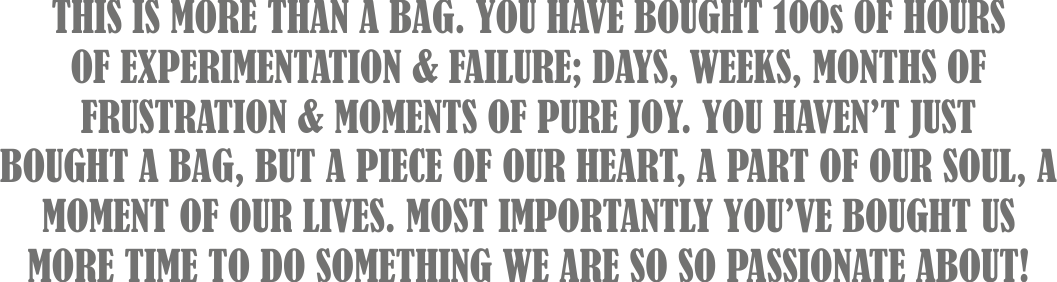 THIS IS MORE THAN A BAG. YOU HAVE BOUGHT 100s OF HOURS
OF EXPERIMENTATION & FAILURE; DAYS, WEEKS, MONTHS OF
FRUSTRATION & MOMENTS OF PURE JOY. YOU HAVEN’T JUST
BOUGHT A BAG, BUT A PIECE OF OUR HEART, A PART OF OUR SOUL, A
MOMENT OF OUR LIVES. MOST IMPORTANTLY YOU’VE BOUGHT US
MORE TIME TO DO SOMETHING WE ARE SO SO PASSIONATE ABOUT!